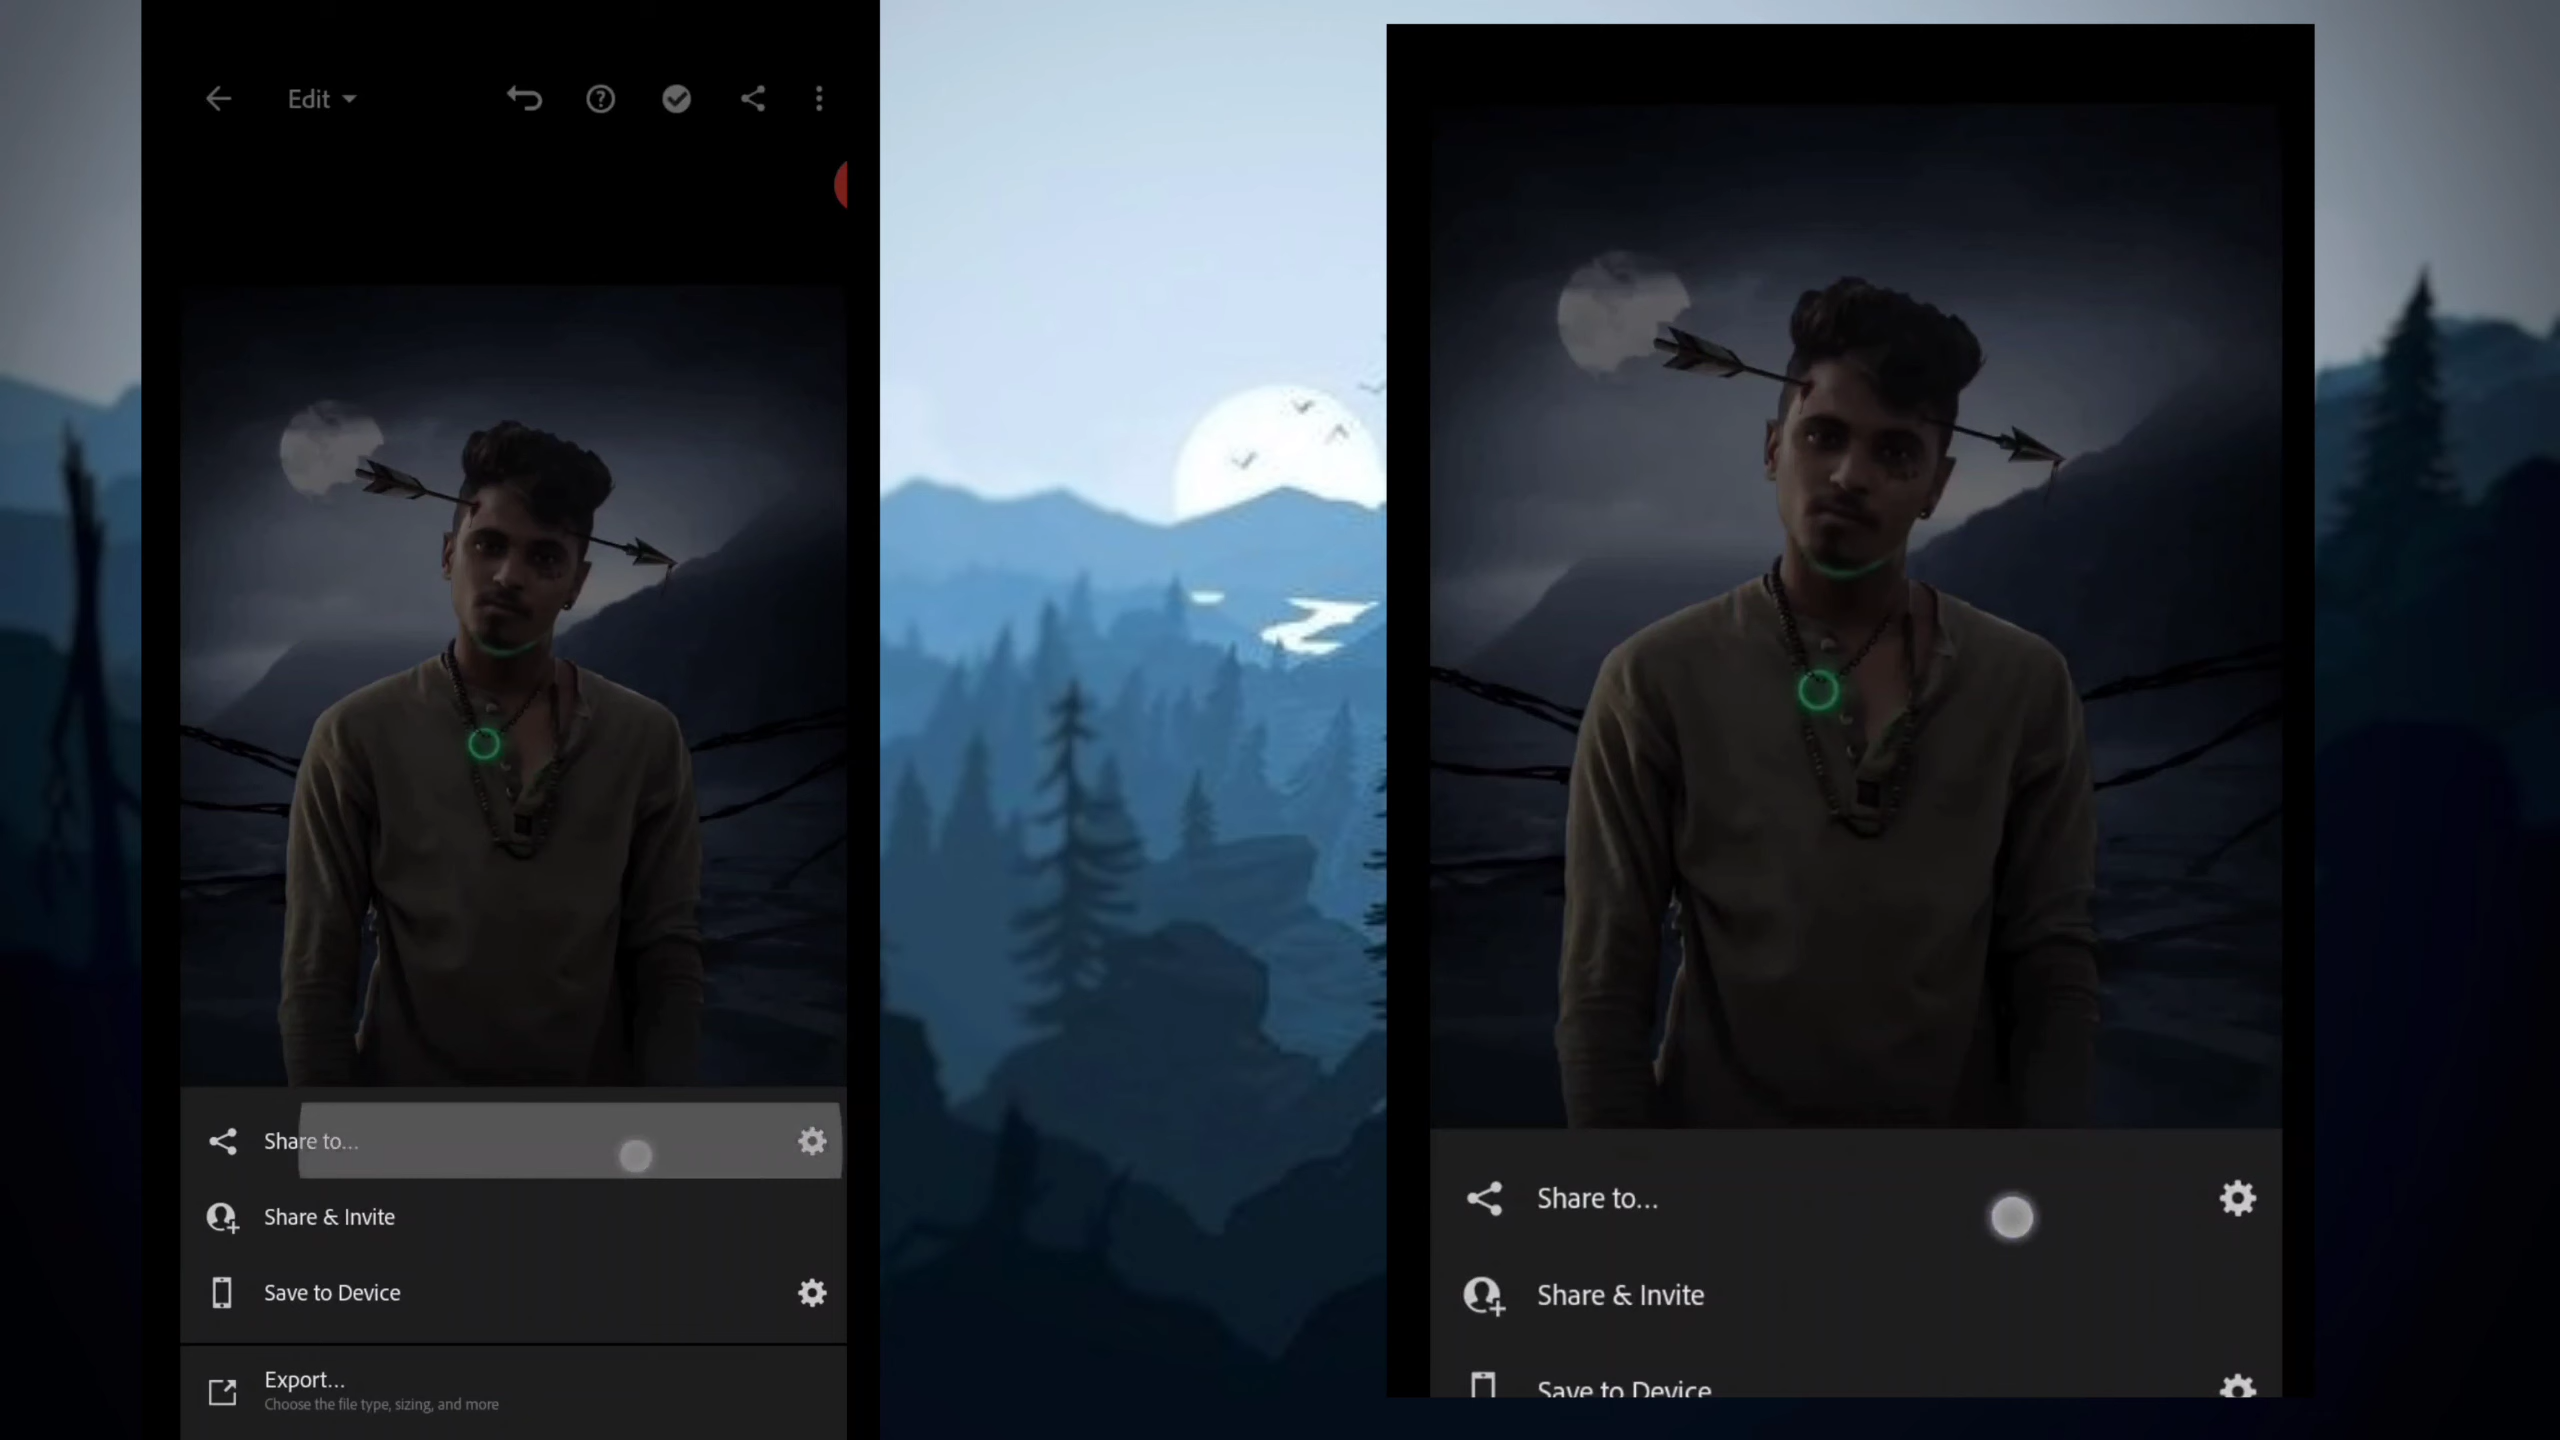 Edit
Share to...
Share & Invite
Save to Device
Export...
Choose the file type, sizing, and more
Share to...
Share & Invite
Save to Device